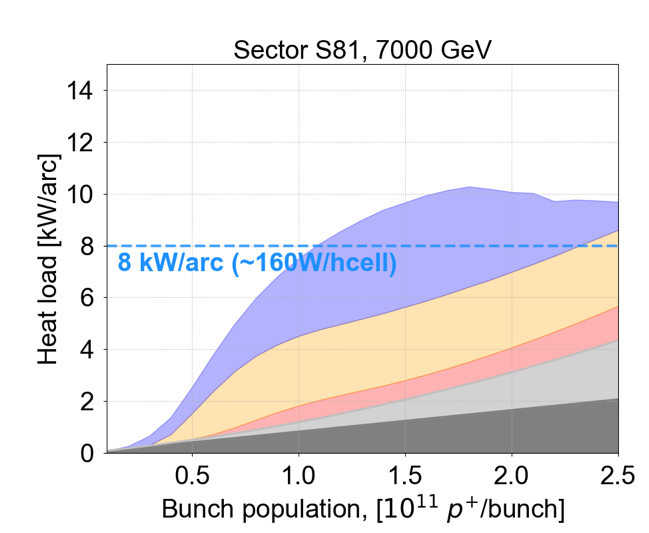 Sector S81, 7000 GeV
Heat load [kW/arc]
14
12
10
8
6
4
2
0
8 kW/arc (~160W/hcell)
0.5 1.0 1.5 2.0 2.5
Bunch population, [10¹¹ p⁺/bunch]